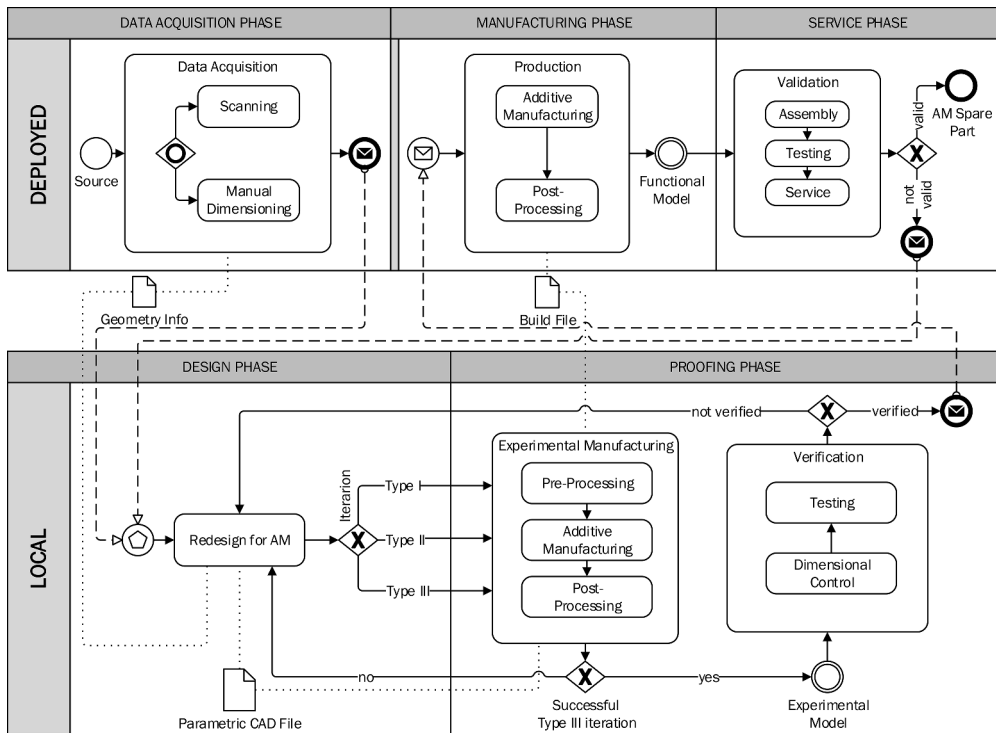 DATA ACQUISITION PHASE
MANUFACTURING PHASE
SERVICE PHASE
DEPLOYED
Source
Data Acquisition
Scanning
Manual
Dimensioning
Production
Additive
Manufacturing
Post-
Processing
Functional
Model
Validation
Assembly
Testing
Service
valid
not
valid
AM Spare
Part
Geometry Info
Build File
DESIGN PHASE
PROOFING PHASE
LOCAL
Redesign for AM
Iterarion
Type I
Type II
Type III
Experimental Manufacturing
Pre-Processing
Additive
Manufacturing
Post-
Processing
not verified
verified
Verification
Testing
Dimensional
Control
no
yes
Successful
Type III iteration
Experimental
Model
Parametric CAD File